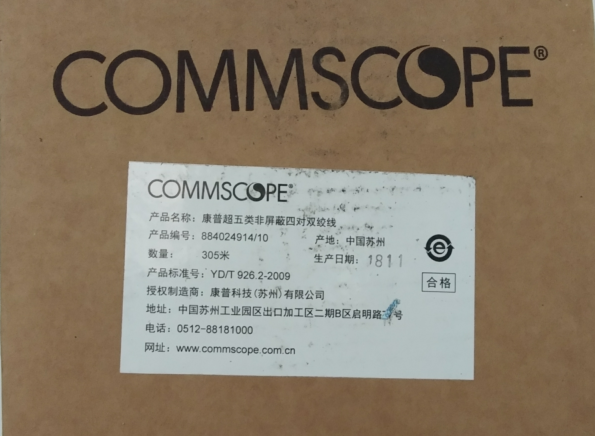 COMMSCOPE®
COMMSCOPE®
产品名称：康普超五类非屏蔽四对双绞线
产品编号：884024914/10 产地：中国苏州
数量：305米 生产日期：1811
产品标准号：YD/T 926.2-2009
合格
授权制造商：康普科技(苏州)有限公司
地址：中国苏州工业园区出口加工区二期B区启明路号
电话：0512-88181000
网址：www.commscope.com.cn